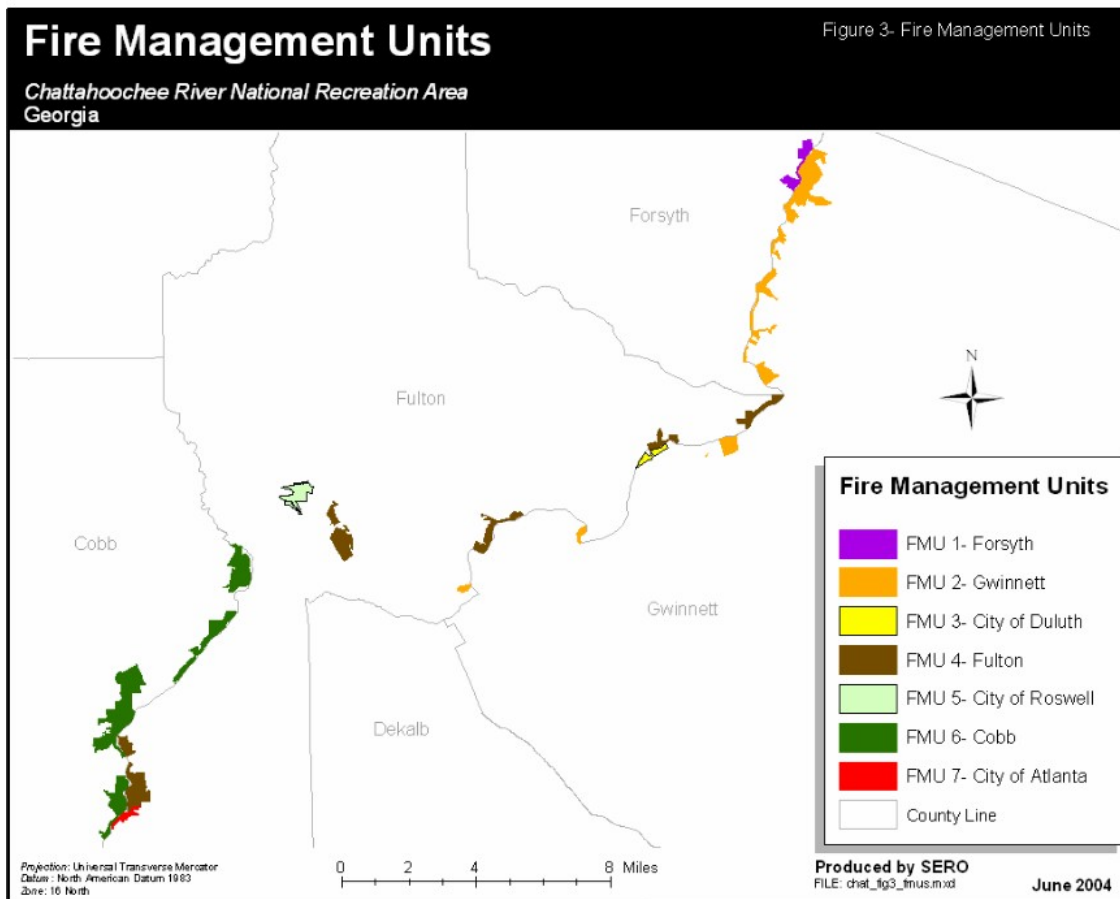 Fire Management Units
Figure 3- Fire Management Units
Chattahoochee River National Recreation Area
Georgia
Forsyth
N
Fulton
Cobb
Gwinnett
Dekalb
Fire Management Units
FMU 1- Forsyth
FMU 2- Gwinnett
FMU 3- City of Duluth
FMU 4- Fulton
FMU 5- City of Roswell
FMU 6- Cobb
FMU 7- City of Atlanta
County Line
Projection: Universal Transverse Mercator
Datum: North American Datum 1983
Zone: 16 North
0 2 4 8 Miles
Produced by SERO
FILE: chat_fig3_fmus.mxd
June 2004